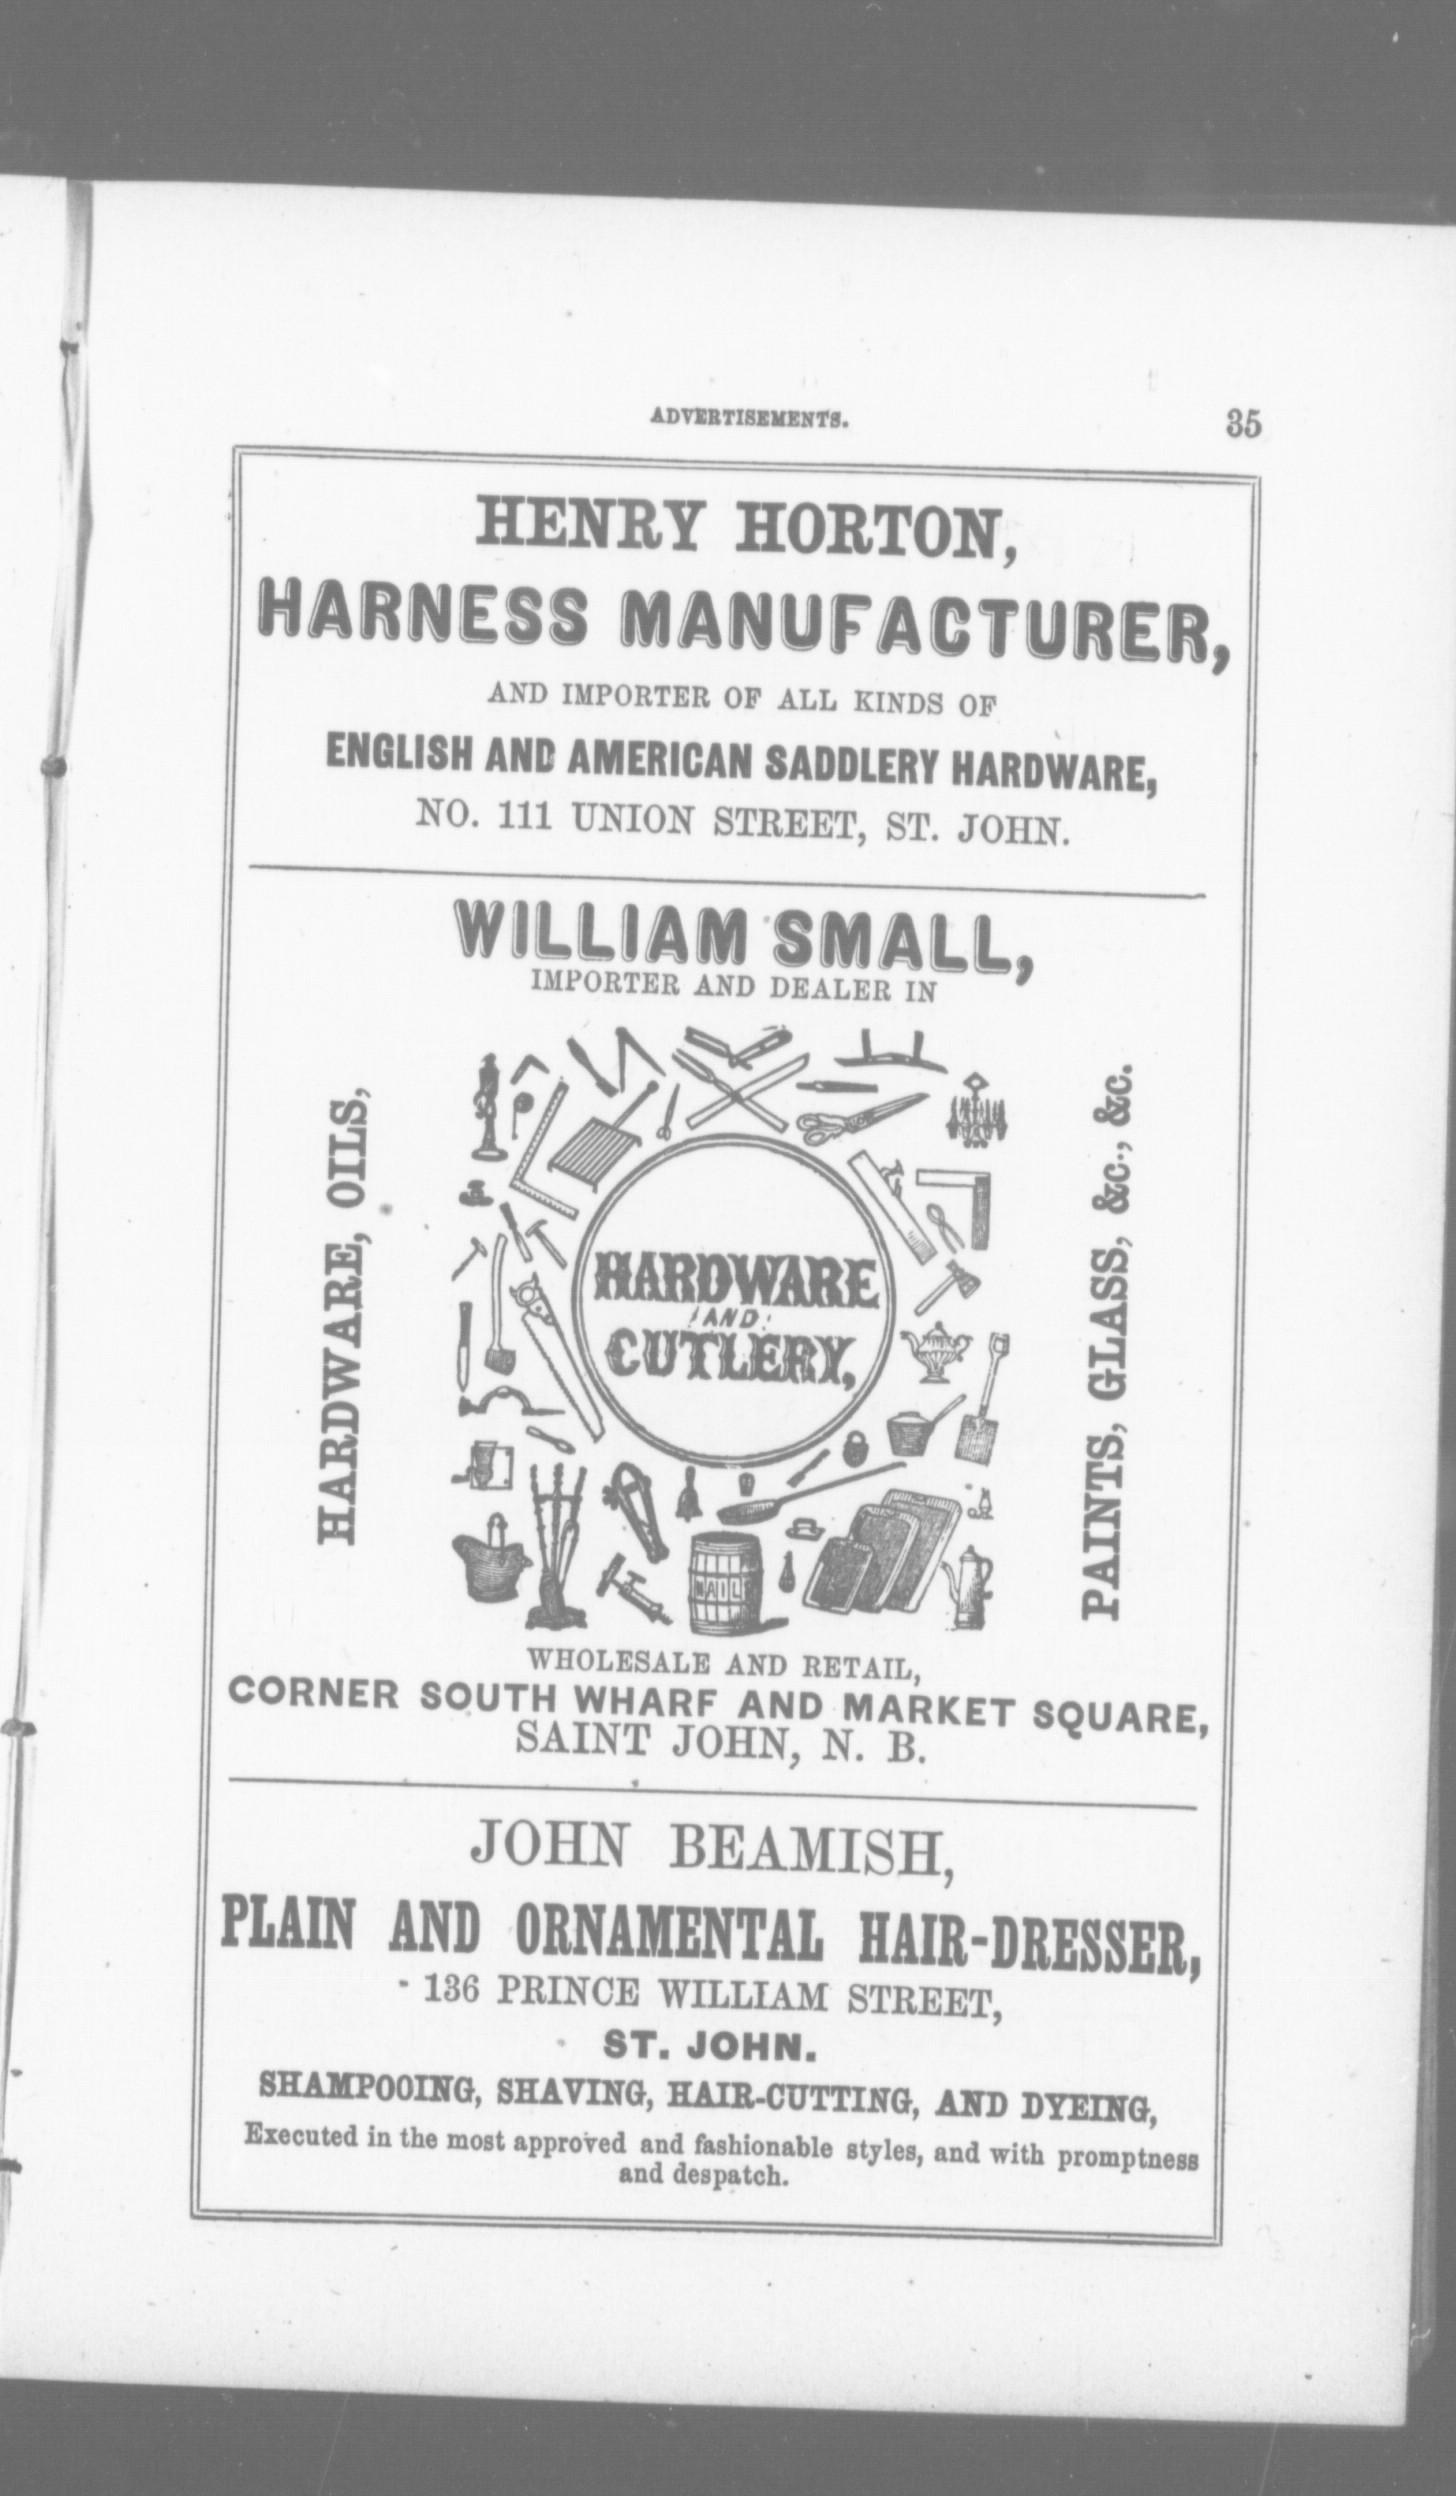 ADVERTISEMENTS. 35
HENRY HORTON,
HARNESS MANUFACTURER,
AND IMPORTER OF ALL KINDS OF
ENGLISH AND AMERICAN SADDLERY HARDWARE,
NO. 111 UNION STREET, ST. JOHN.
WILLIAM SMALL,
IMPORTER AND DEALER IN
HARDWARE, OILS,
HARDWARE
AND
CUTLERY,
NAILS
PAINTS, GLASS, &c., &c.
WHOLESALE AND RETAIL,
CORNER SOUTH WHARF AND MARKET SQUARE,
SAINT JOHN, N. B.
JOHN BEAMISH,
PLAIN AND ORNAMENTAL HAIR-DRESSER,
136 PRINCE WILLIAM STREET,
ST. JOHN.
SHAMPOOING, SHAVING, HAIR-CUTTING, AND DYEING,
Executed in the most approved and fashionable styles, and with promptness
and despatch.